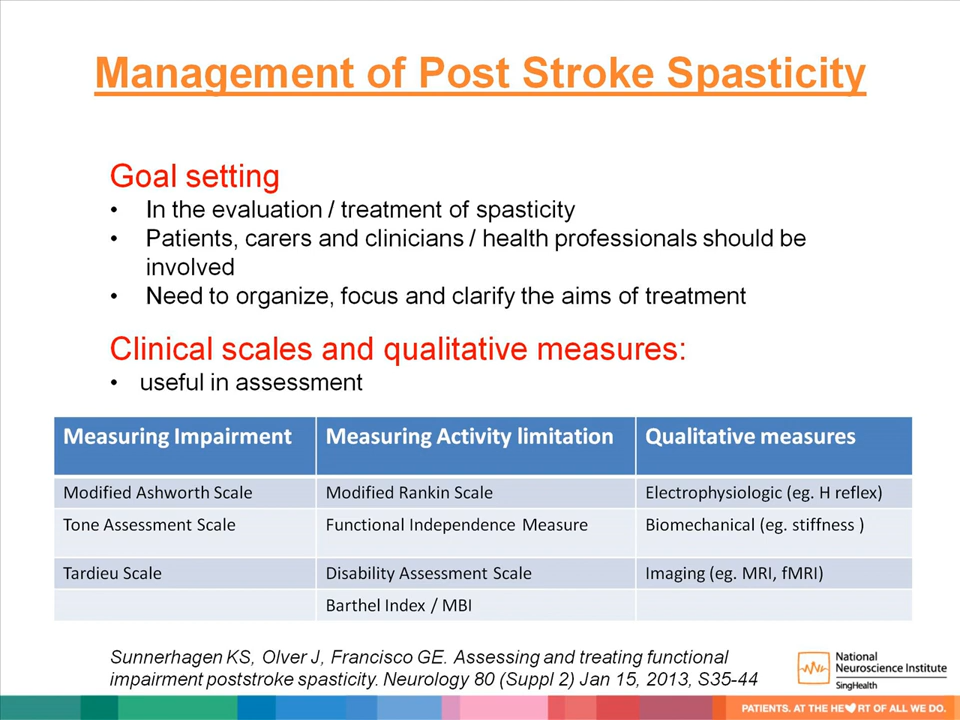 Management of Post Stroke Spasticity
Goal setting
• In the evaluation / treatment of spasticity
• Patients, carers and clinicians / health professionals should be
involved
• Need to organize, focus and clarify the aims of treatment
Clinical scales and qualitative measures:
• useful in assessment
Measuring Impairment Measuring Activity limitation Qualitative measures
Modified Ashworth Scale Modified Rankin Scale Electrophysiologic (eg. H reflex)
Tone Assessment Scale Functional Independence Measure Biomechanical (eg. stiffness )
Tardieu Scale Disability Assessment Scale Imaging (eg. MRI, fMRI)
Barthel Index / MBI
Sunnerhagen KS, Olver J, Francisco GE. Assessing and treating functional
impairment poststroke spasticity. Neurology 80 (Suppl 2) Jan 15, 2013, S35-44
National
Neuroscience Institute
SingHealth
PATIENTS. AT THE HE♥RT OF ALL WE DO.